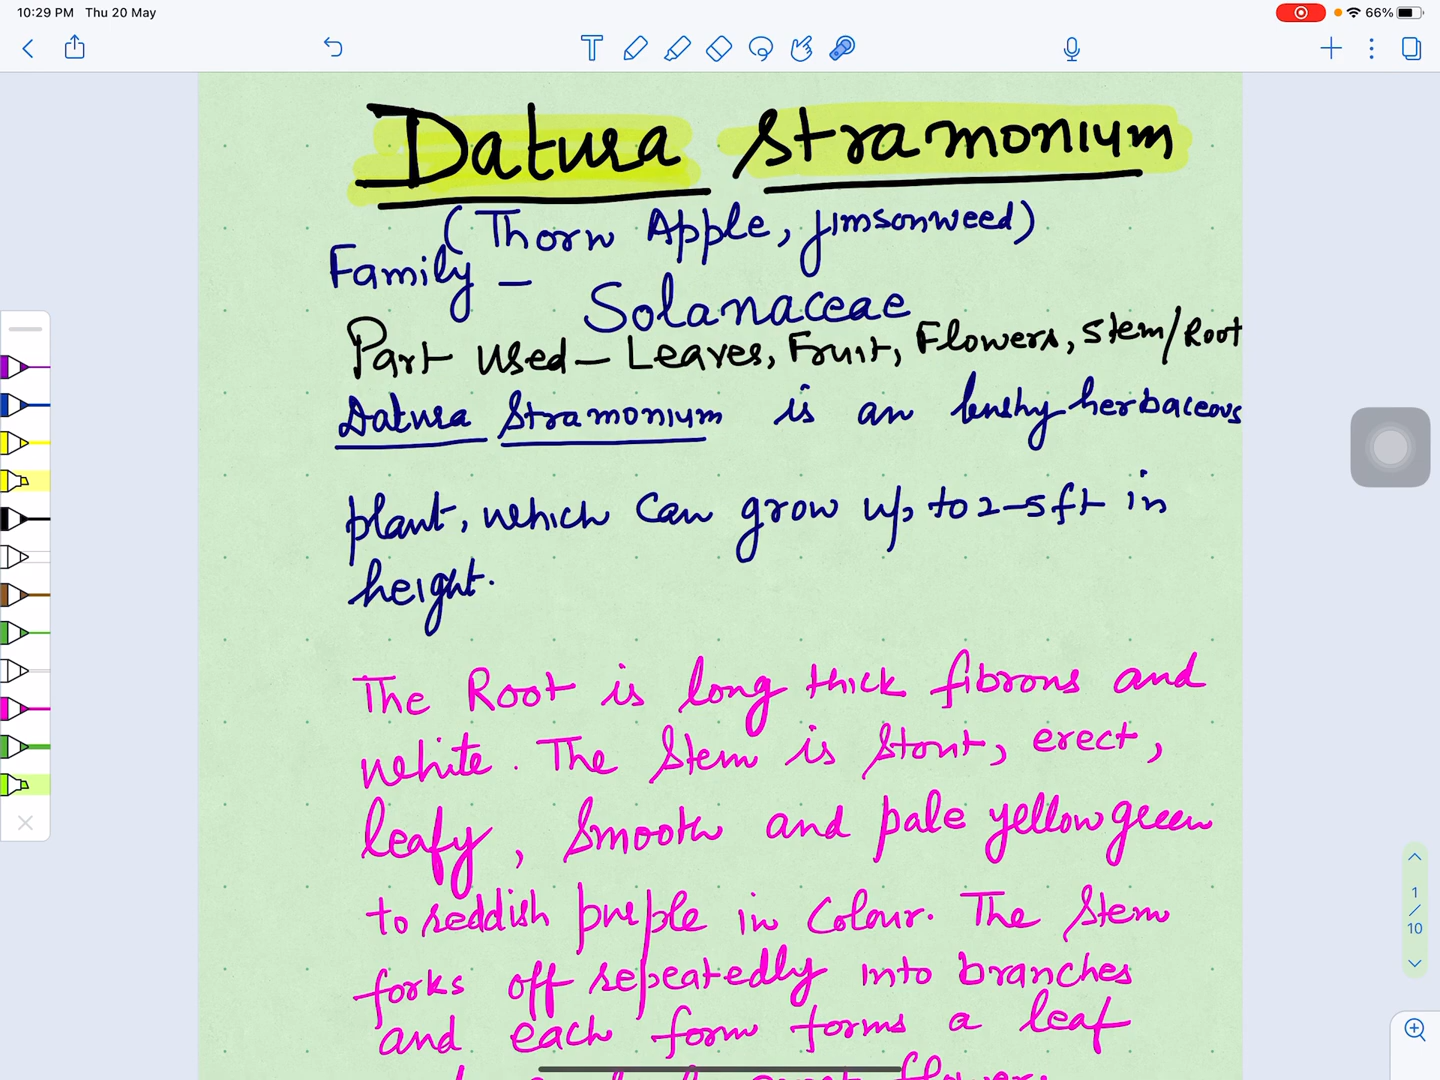 10:29 PM Thu 20 May
66%
T
Datura Stramonium
(Thorn Apple, jimsonweed)
Family –
Solanaceae
Part used – Leaves, Fruit, Flowers, Stem/Root
Datura Stramonium is an bushy herbaceous
plant, which can grow up to 2-5ft in
height.
The Root is long thick fibrous and
white. The Stem is Stout, erect,
leafy, Smooth and pale yellow green
to reddish purple in Colour. The Stem
forks off repeatedly into branches
and each form forms a leaf
flower.
1
/
10